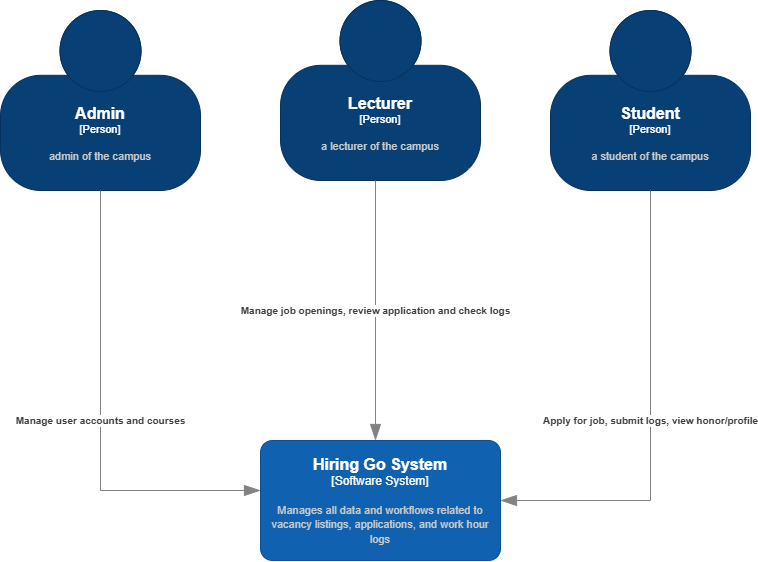 Admin
[Person]
admin of the campus
Lecturer
[Person]
a lecturer of the campus
Student
[Person]
a student of the campus
Manage job openings, review application and check logs
Manage user accounts and courses
Apply for job, submit logs, view honor/profile
Hiring Go System
[Software System]
Manages all data and workflows related to
vacancy listings, applications, and work hour
logs